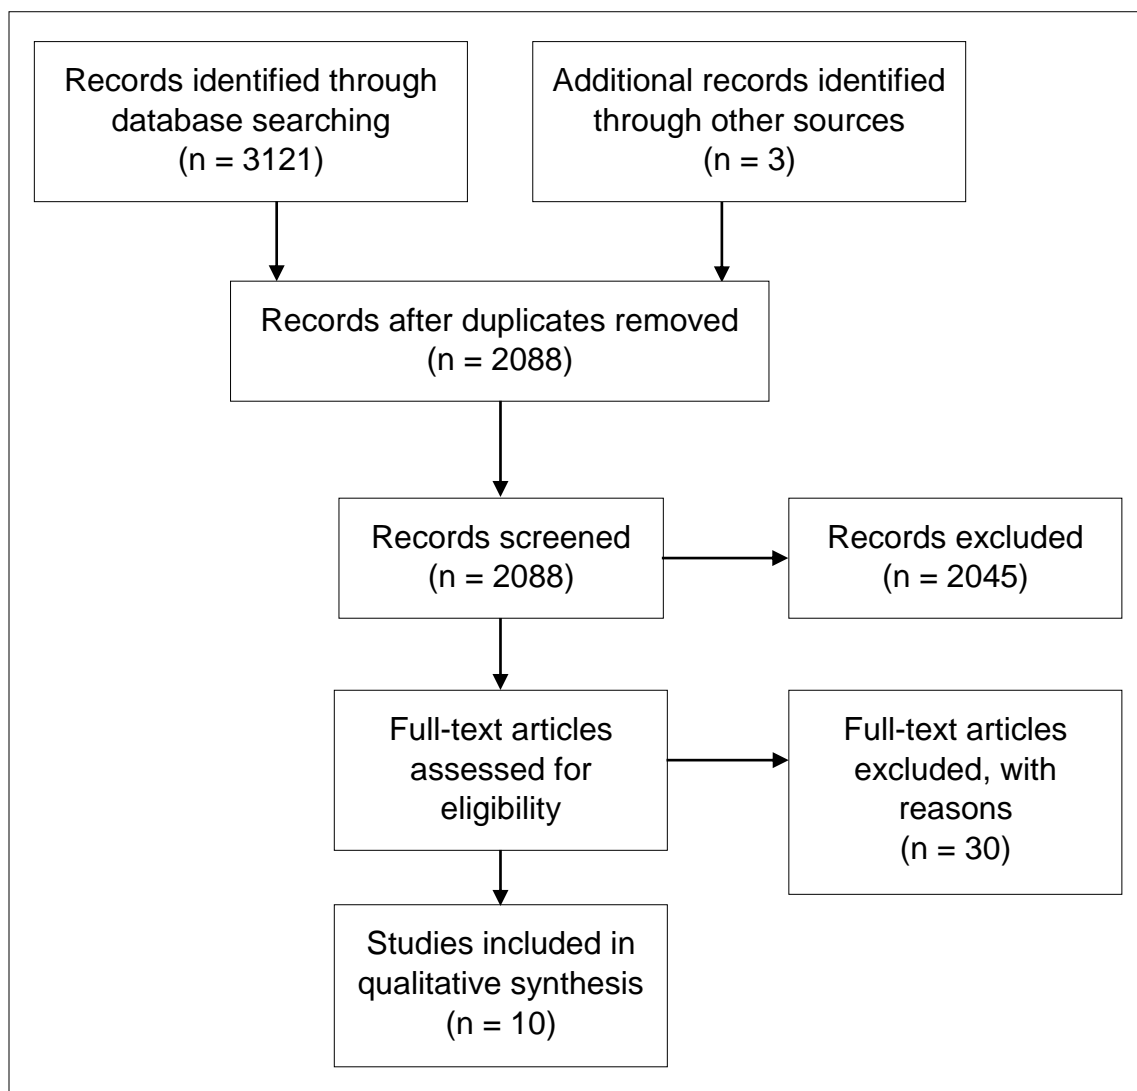 Records identified through
database searching
(n = 3121)
Additional records identified
through other sources
(n = 3)
Records after duplicates removed
(n = 2088)
Records screened
(n = 2088)
Records excluded
(n = 2045)
Full-text articles
assessed for
eligibility
Full-text articles
excluded, with
reasons
(n = 30)
Studies included in
qualitative synthesis
(n = 10)